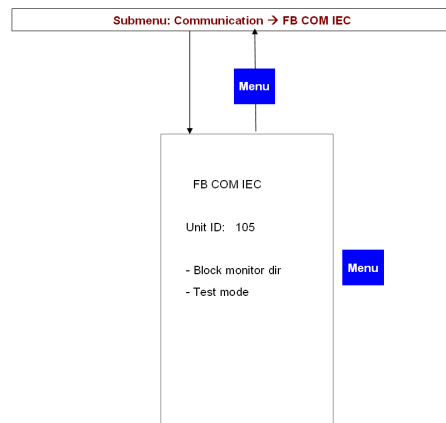 Submenu: Communication → FB COM IEC
Menu
FB COM IEC
Unit ID: 105
- Block monitor dir
Menu
- Test mode